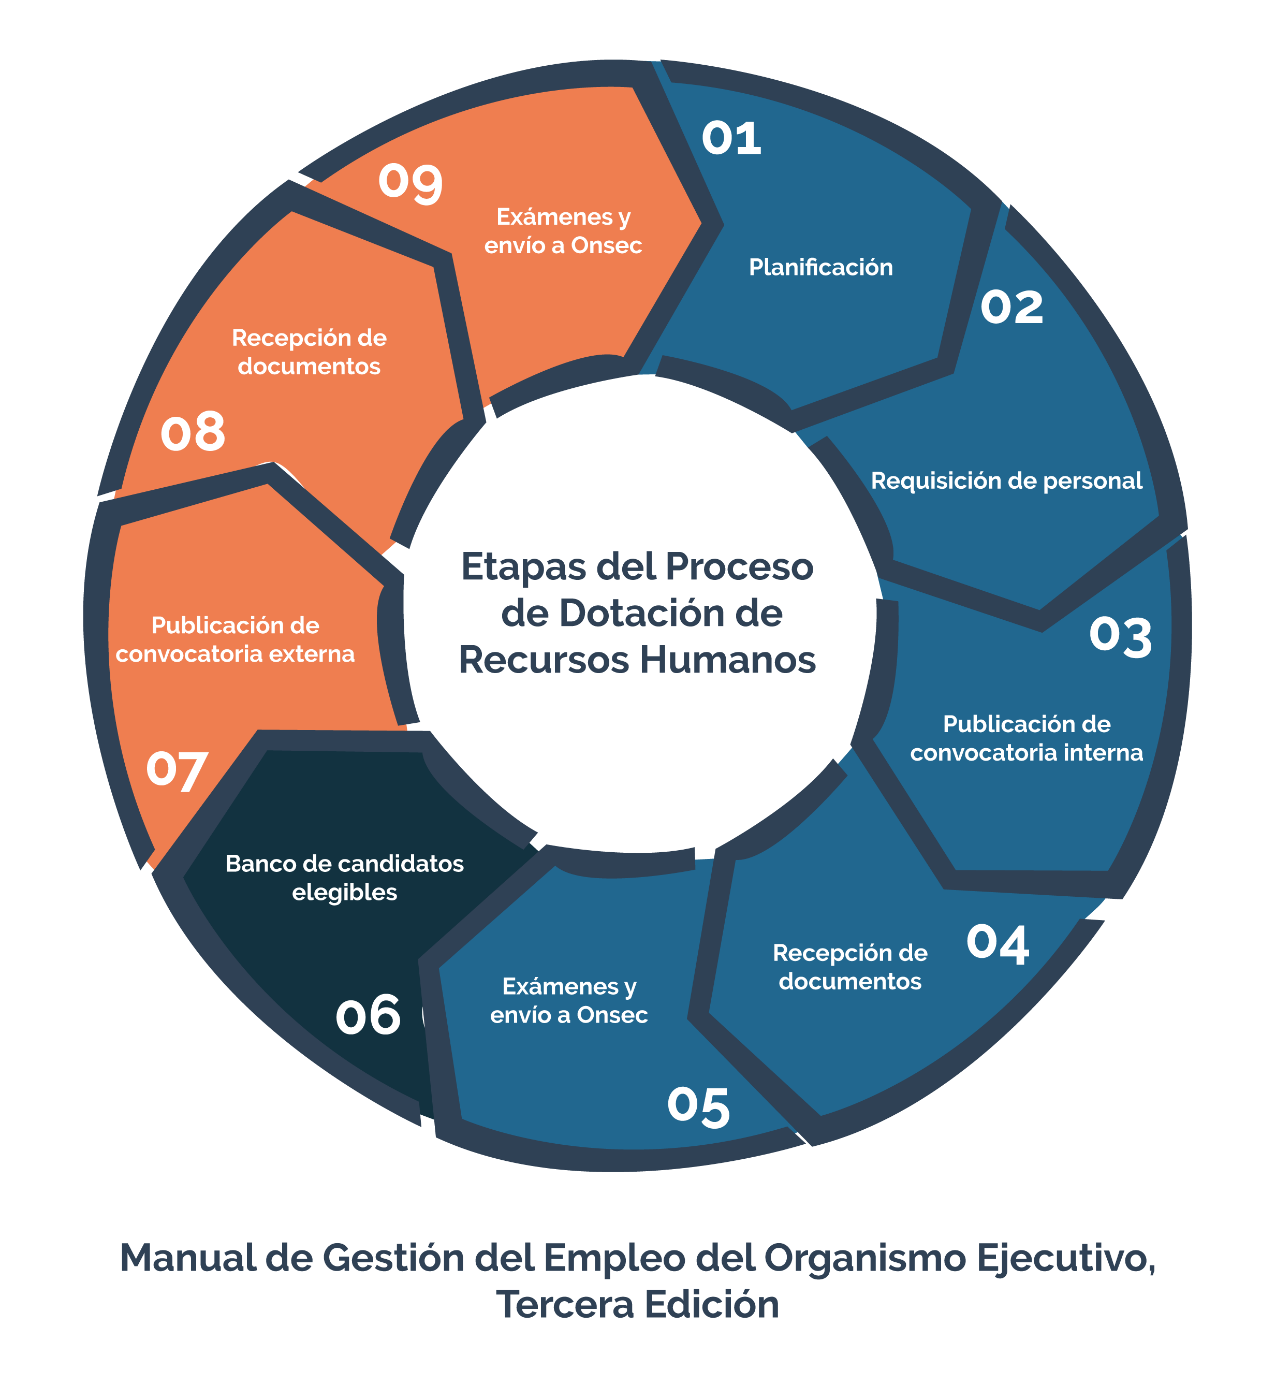 01
Planificación
02
Requisición de personal
03
Publicación de
convocatoria interna
04
Recepción de
documentos
05
Exámenes y
envío a Onsec
06
Banco de candidatos
elegibles
07
Publicación de
convocatoria externa
08
Recepción de
documentos
09
Exámenes y
envío a Onsec
Etapas del Proceso
de Dotación de
Recursos Humanos
Manual de Gestión del Empleo del Organismo Ejecutivo,
Tercera Edición